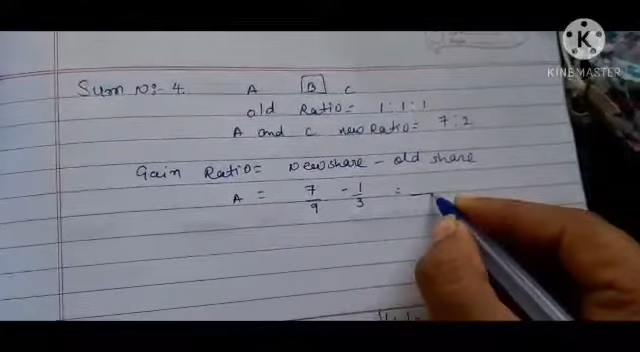 K
KINEMASTER
Sum No:- 4.
A B C
old Ratio = 1:1:1
A and C new Ratio = 7:2
Gain Ratio = New share - old share
A = 7/9 - 1/3 =